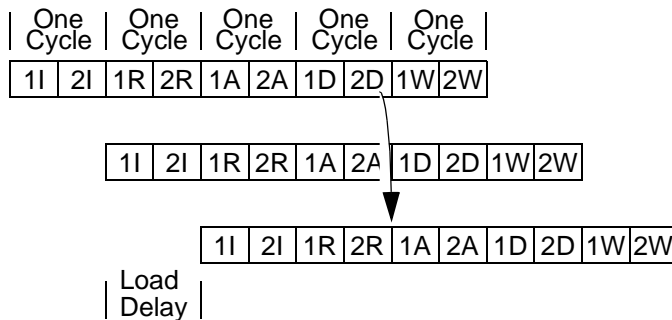 One One One One One
Cycle Cycle Cycle Cycle Cycle
1I 2I 1R 2R 1A 2A 1D 2D 1W 2W
1I 2I 1R 2R 1A 2A 1D 2D 1W 2W
1I 2I 1R 2R 1A 2A 1D 2D 1W 2W
Load
Delay